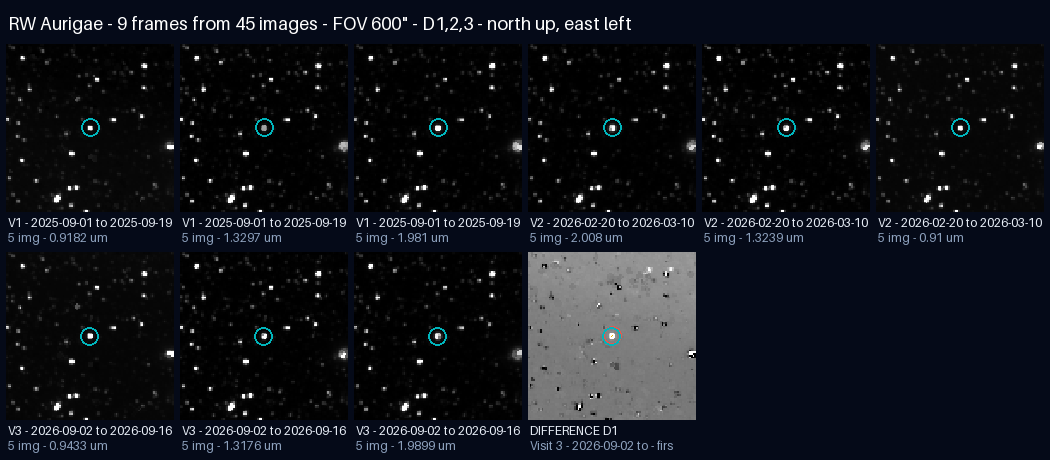 RW Aurigae - 9 frames from 45 images - FOV 600" - D1,2,3 - north up, east left
V1 - 2025-09-01 to 2025-09-19
5 img - 0.9182 um
V1 - 2025-09-01 to 2025-09-19
5 img - 1.3297 um
V1 - 2025-09-01 to 2025-09-19
5 img - 1.981 um
V2 - 2026-02-20 to 2026-03-10
5 img - 2.008 um
V2 - 2026-02-20 to 2026-03-10
5 img - 1.3239 um
V2 - 2026-02-20 to 2026-03-10
5 img - 0.91 um
V3 - 2026-09-02 to 2026-09-16
5 img - 0.9433 um
V3 - 2026-09-02 to 2026-09-16
5 img - 1.3176 um
V3 - 2026-09-02 to 2026-09-16
5 img - 1.9899 um
DIFFERENCE D1
Visit 3 - 2026-09-02 to - firs